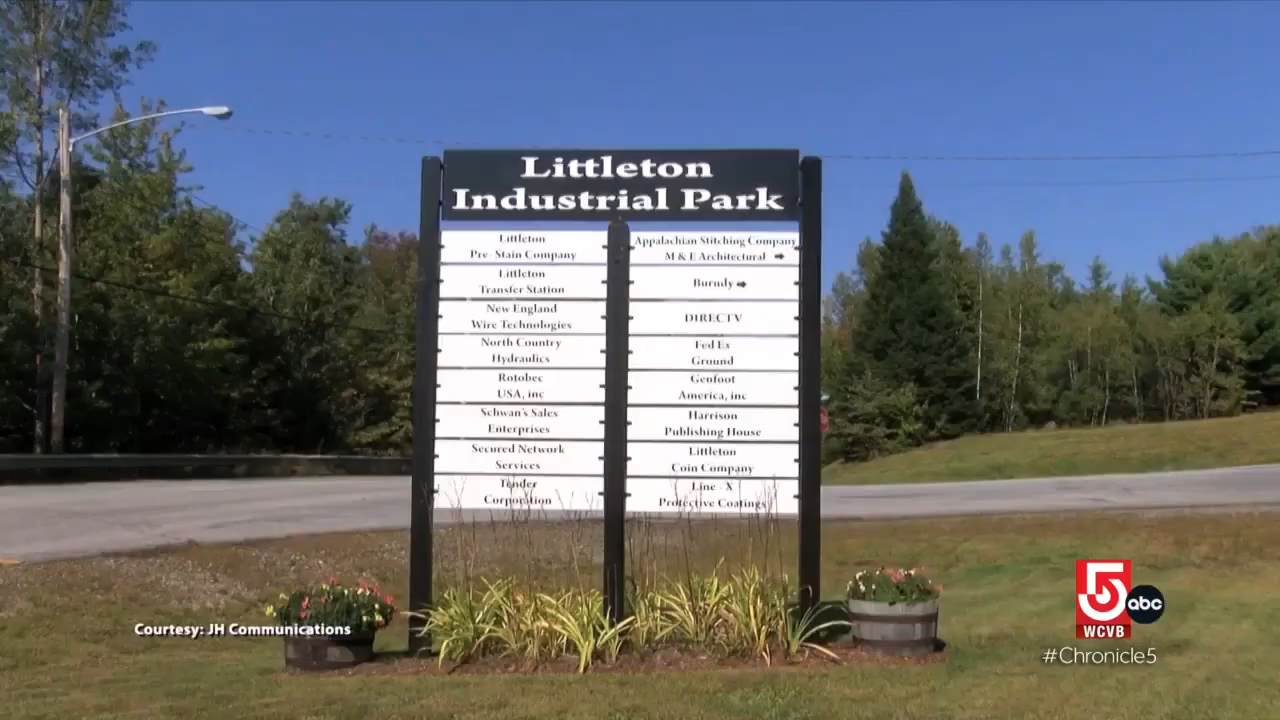 Littleton
Industrial Park
Littleton
Pre-Stain Company
Littleton
Transfer Station
New England
Wire Technologies
North Country
Hydraulics
Rotobec
USA, inc
Schwan's Sales
Enterprises
Secured Network
Services
Tender
Corporation
Appalachian Stitching Company
M & E Architectural ➡
Burndy ➡
DIRECTV
Fed Ex
Ground
Genfoot
America, inc
Harrison
Publishing House
Littleton
Coin Company
Line - X
Protective Coatings
Courtesy: JH Communications
5
abc
WCVB
#Chronicle5